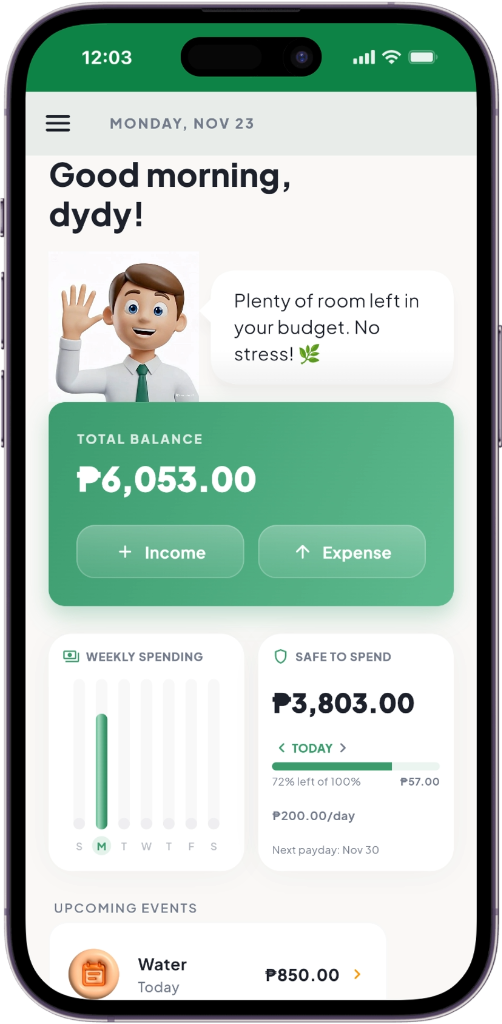 12:03
MONDAY, NOV 23
Good morning,
dydy!
Plenty of room left in
your budget. No
stress! 🌿
TOTAL BALANCE
₱6,053.00
+ Income
↑ Expense
WEEKLY SPENDING
S M T W T F S
SAFE TO SPEND
₱3,803.00
< TODAY >
72% left of 100% ₱57.00
₱200.00/day
Next payday: Nov 30
UPCOMING EVENTS
Water
Today
₱850.00 >